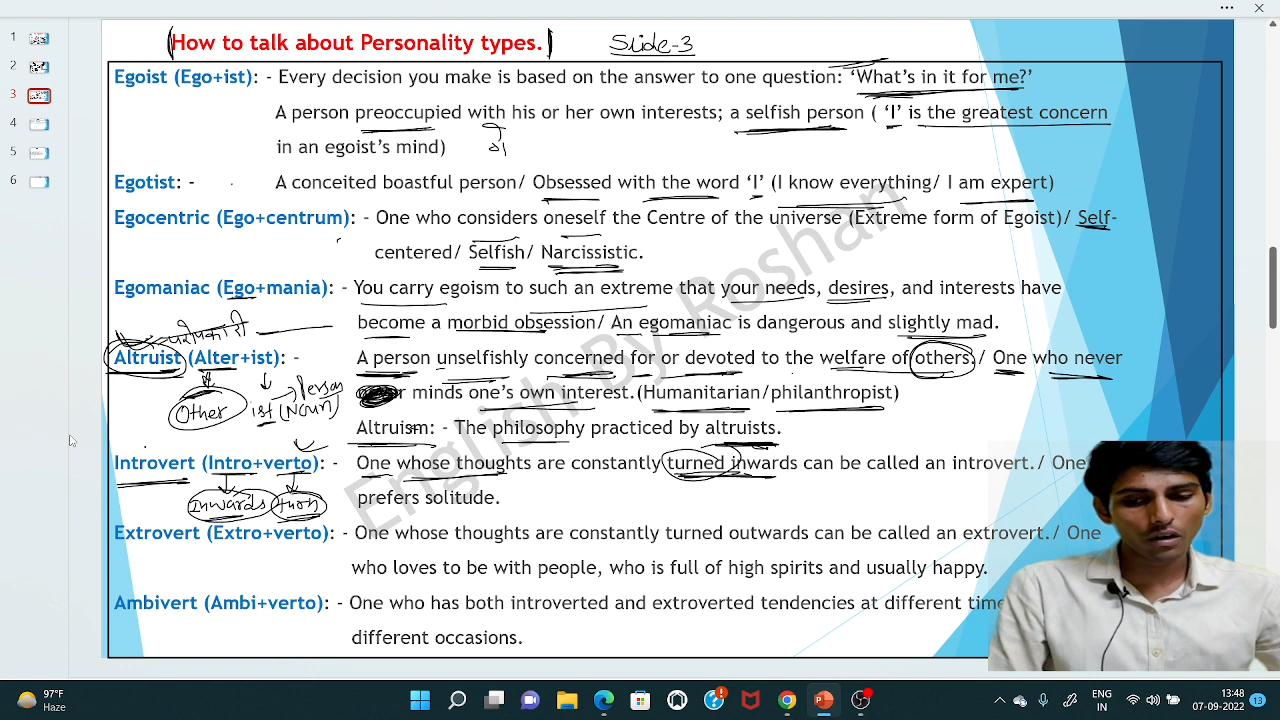 How to talk about Personality types.
Slide-3
1
2
3
4
5
6
Egoist (Ego+ist): - Every decision you make is based on the answer to one question: ‘What’s in it for me?’
A person preoccupied with his or her own interests; a selfish person ( ‘I’ is the greatest concern
in an egoist’s mind)
Egotist: - A conceited boastful person/ Obsessed with the word ‘I’ (I know everything/ I am expert)
Egocentric (Ego+centrum): - One who considers oneself the Centre of the universe (Extreme form of Egoist)/ Self-
centered/ Selfish/ Narcissistic.
Egomaniac (Ego+mania): - You carry egoism to such an extreme that your needs, desires, and interests have
become a morbid obsession/ An egomaniac is dangerous and slightly mad.
Altruist (Alter+ist): - A person unselfishly concerned for or devoted to the welfare of others./ One who never
minds one’s own interest.(Humanitarian/philanthropist)
Other
ist (Noun)
Person
Altruism: - The philosophy practiced by altruists.
Introvert (Intro+verto): - One whose thoughts are constantly turned inwards can be called an introvert./ One
prefers solitude.
Inwards turn
Extrovert (Extro+verto): - One whose thoughts are constantly turned outwards can be called an extrovert./ One
who loves to be with people, who is full of high spirits and usually happy.
Ambivert (Ambi+verto): - One who has both introverted and extroverted tendencies at different
different occasions.
English By Roshan
97°F
Haze
ENG
IN
13:48
07-09-2022
13